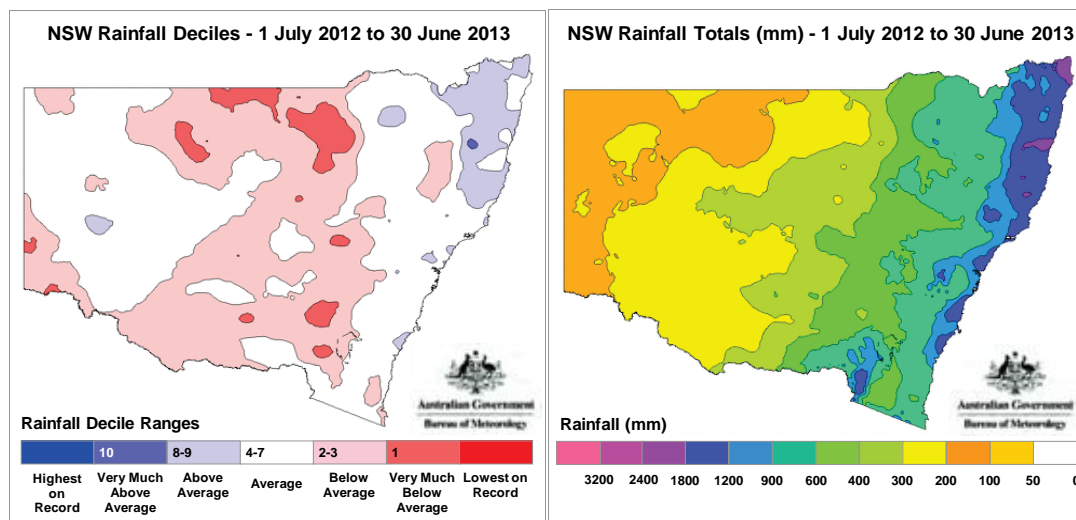 NSW Rainfall Deciles - 1 July 2012 to 30 June 2013
Australian Government
Bureau of Meteorology
Rainfall Decile Ranges
10 8-9 4-7 2-3 1
Highest on Record
Very Much Above Average
Above Average
Average
Below Average
Very Much Below Average
Lowest on Record
NSW Rainfall Totals (mm) - 1 July 2012 to 30 June 2013
Australian Government
Bureau of Meteorology
Rainfall (mm)
3200 2400 1800 1200 900 600 400 300 200 100 50 0